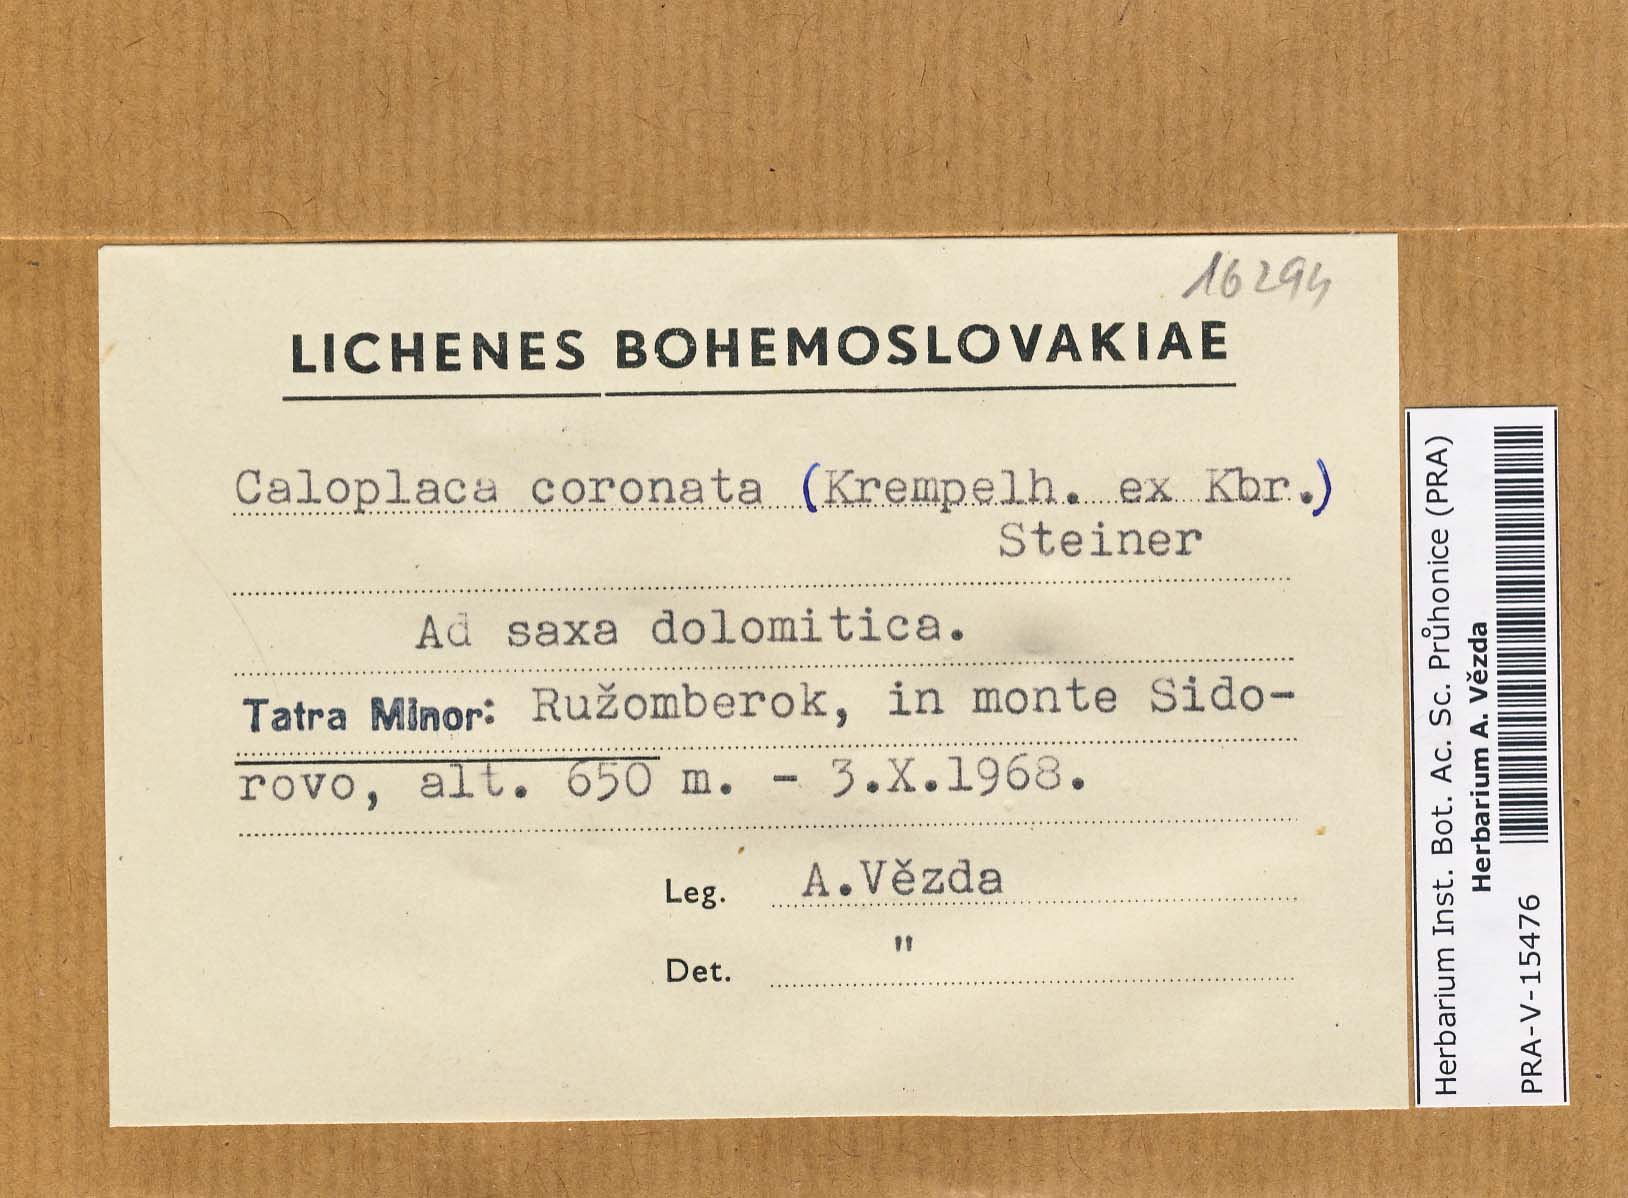 16294
LICHENES BOHEMOSLOVAKIAE
Caloplaca coronata (Krempelh. ex Kbr.)
Steiner
Ad saxa dolomitica.
Tatra Minor: Ružomberok, in monte Sido-
rovo, alt. 650 m. - 3.X.1968.
Leg. A.Vězda
Det. "
Herbarium Inst. Bot. Ac. Sc. Průhonice (PRA)
Herbarium A. Vězda
PRA-V-15476